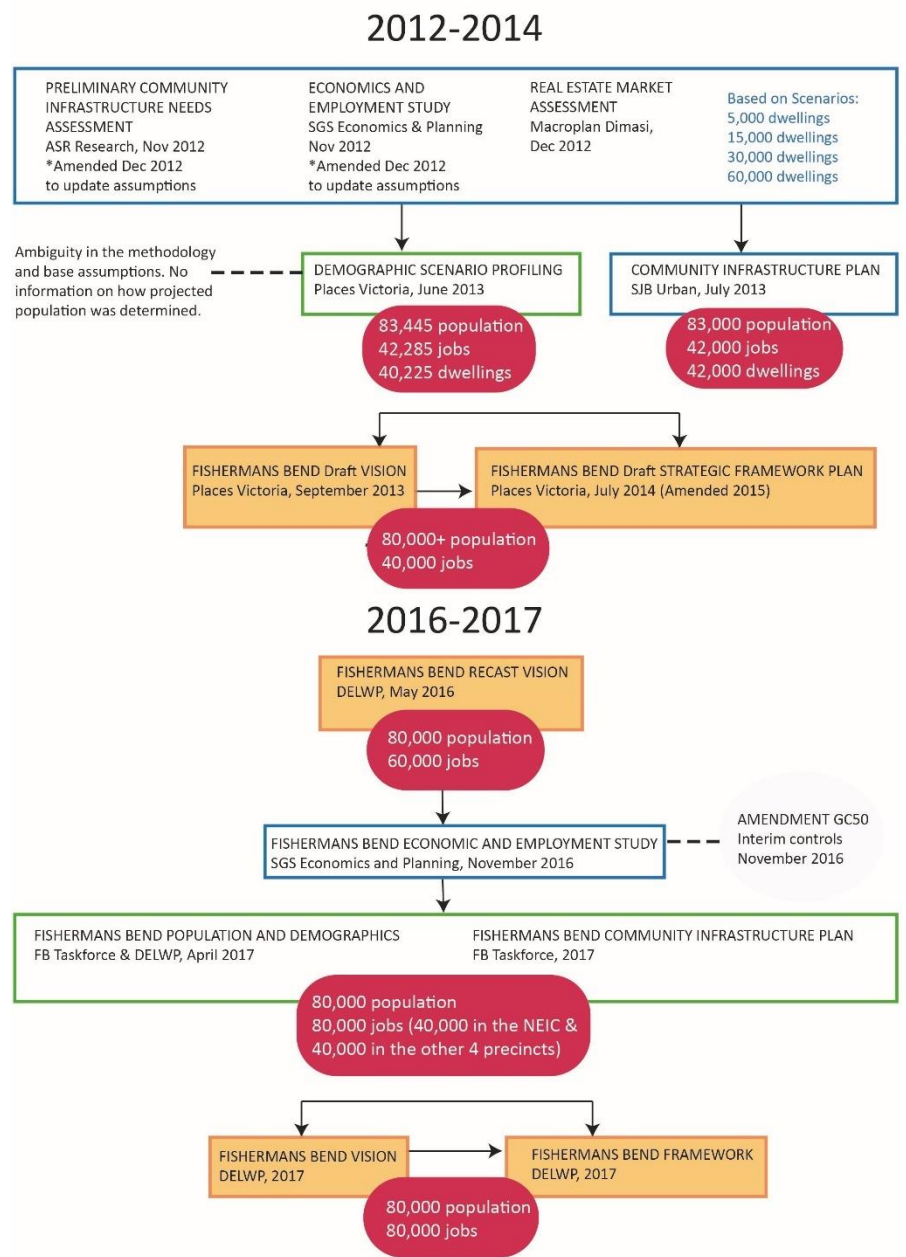 2012-2014
PRELIMINARY COMMUNITY
INFRASTRUCTURE NEEDS
ASSESSMENT
ASR Research, Nov 2012
*Amended Dec 2012
to update assumptions
ECONOMICS AND
EMPLOYMENT STUDY
SGS Economics & Planning
Nov 2012
*Amended Dec 2012
to update assumptions
REAL ESTATE MARKET
ASSESSMENT
Macroplan Dimasi,
Dec 2012
Based on Scenarios:
5,000 dwellings
15,000 dwellings
30,000 dwellings
60,000 dwellings
Ambiguity in the methodology
and base assumptions. No
information on how projected
population was determined.
DEMOGRAPHIC SCENARIO PROFILING
Places Victoria, June 2013
83,445 population
42,285 jobs
40,225 dwellings
COMMUNITY INFRASTRUCTURE PLAN
SJB Urban, July 2013
83,000 population
42,000 jobs
42,000 dwellings
FISHERMANS BEND Draft VISION
Places Victoria, September 2013
FISHERMANS BEND Draft STRATEGIC FRAMEWORK PLAN
Places Victoria, July 2014 (Amended 2015)
80,000+ population
40,000 jobs
2016-2017
FISHERMANS BEND RECAST VISION
DELWP, May 2016
80,000 population
60,000 jobs
FISHERMANS BEND ECONOMIC AND EMPLOYMENT STUDY
SGS Economics and Planning, November 2016
AMENDMENT GC50
Interim controls
November 2016
FISHERMANS BEND POPULATION AND DEMOGRAPHICS
FB Taskforce & DELWP, April 2017
FISHERMANS BEND COMMUNITY INFRASTRUCTURE PLAN
FB Taskforce, 2017
80,000 population
80,000 jobs (40,000 in the NEIC &
40,000 in the other 4 precincts)
FISHERMANS BEND VISION
DELWP, 2017
FISHERMANS BEND FRAMEWORK
DELWP, 2017
80,000 population
80,000 jobs